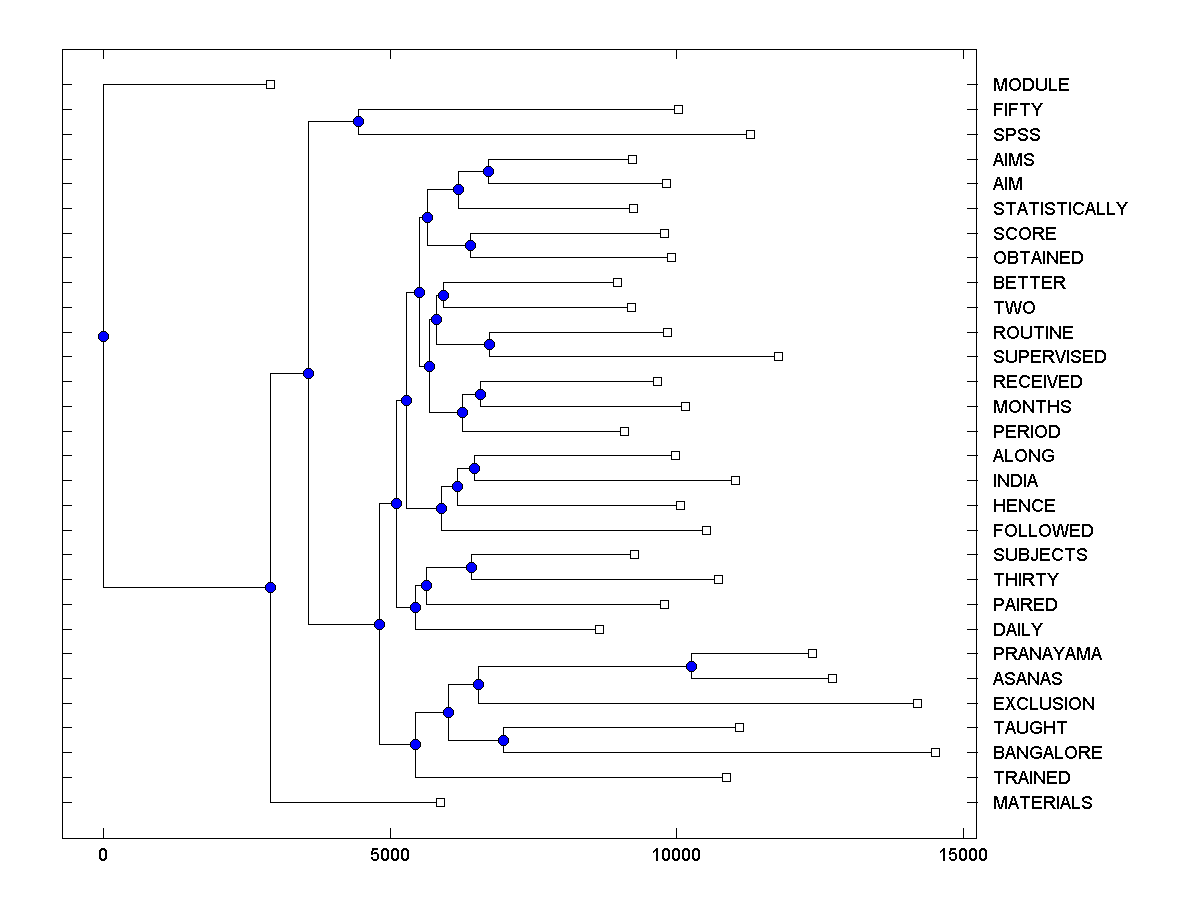 MODULE
FIFTY
SPSS
AIMS
AIM
STATISTICALLY
SCORE
OBTAINED
BETTER
TWO
ROUTINE
SUPERVISED
RECEIVED
MONTHS
PERIOD
ALONG
INDIA
HENCE
FOLLOWED
SUBJECTS
THIRTY
PAIRED
DAILY
PRANAYAMA
ASANAS
EXCLUSION
TAUGHT
BANGALORE
TRAINED
MATERIALS
0 5000 10000 15000